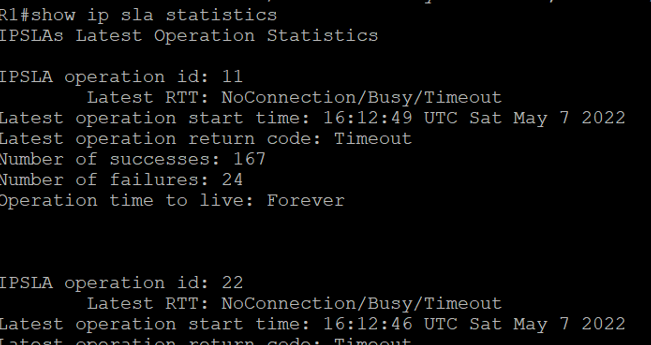 R1#show ip sla statistics
IPSLAs Latest Operation Statistics
IPSLA operation id: 11
Latest RTT: NoConnection/Busy/Timeout
Latest operation start time: 16:12:49 UTC Sat May 7 2022
Latest operation return code: Timeout
Number of successes: 167
Number of failures: 24
Operation time to live: Forever
IPSLA operation id: 22
Latest RTT: NoConnection/Busy/Timeout
Latest operation start time: 16:12:46 UTC Sat May 7 2022
Latest operation return code: Timeout